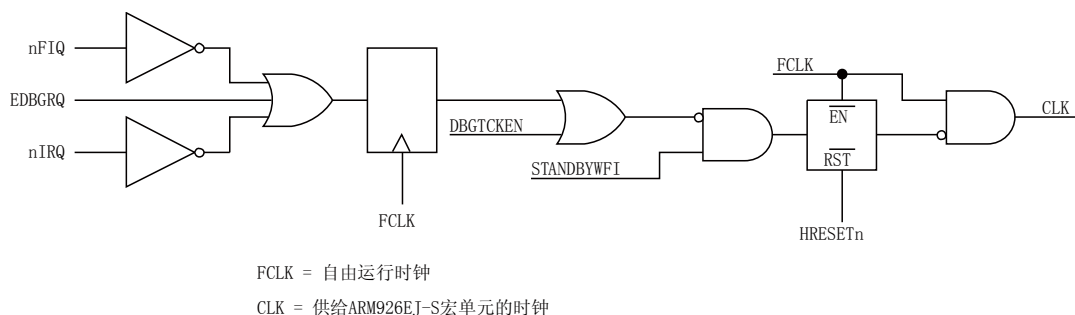 nFIQ
EDBGRQ
nIRQ
FCLK
DBGTCKEN
STANDBYWFI
FCLK
EN
RST
HRESETn
CLK
FCLK = 自由运行时钟
CLK = 供给ARM926EJ-S宏单元的时钟